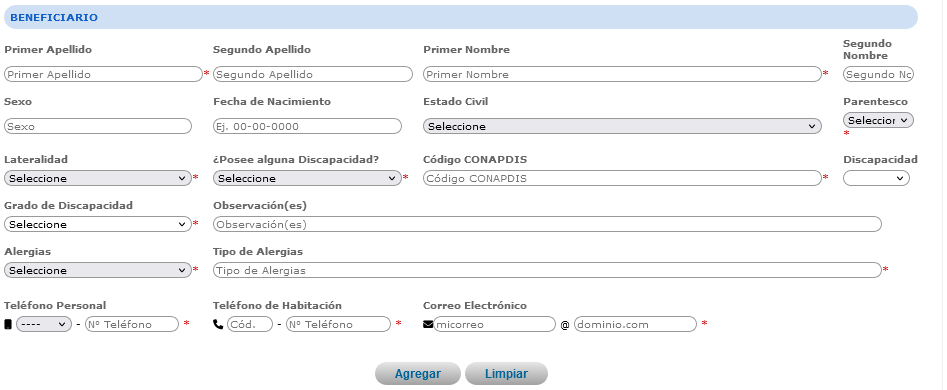 BENEFICIARIO
Primer Apellido Segundo Apellido Primer Nombre Segundo Nombre
Primer Apellido * Segundo Apellido Primer Nombre * Segundo Nc
Sexo Fecha de Nacimiento Estado Civil Parentesco
Sexo Ej. 00-00-0000 Seleccione Seleccior *
Lateralidad ¿Posee alguna Discapacidad? Código CONAPDIS Discapacidad
Seleccione * Seleccione * Código CONAPDIS *
Grado de Discapacidad Observación(es)
Seleccione * Observación(es)
Alergias Tipo de Alergias
Seleccione * Tipo de Alergias *
Teléfono Personal Teléfono de Habitación Correo Electrónico
---- - N° Teléfono * Cód. - N° Teléfono * micorreo @ dominio.com *
Agregar Limpiar